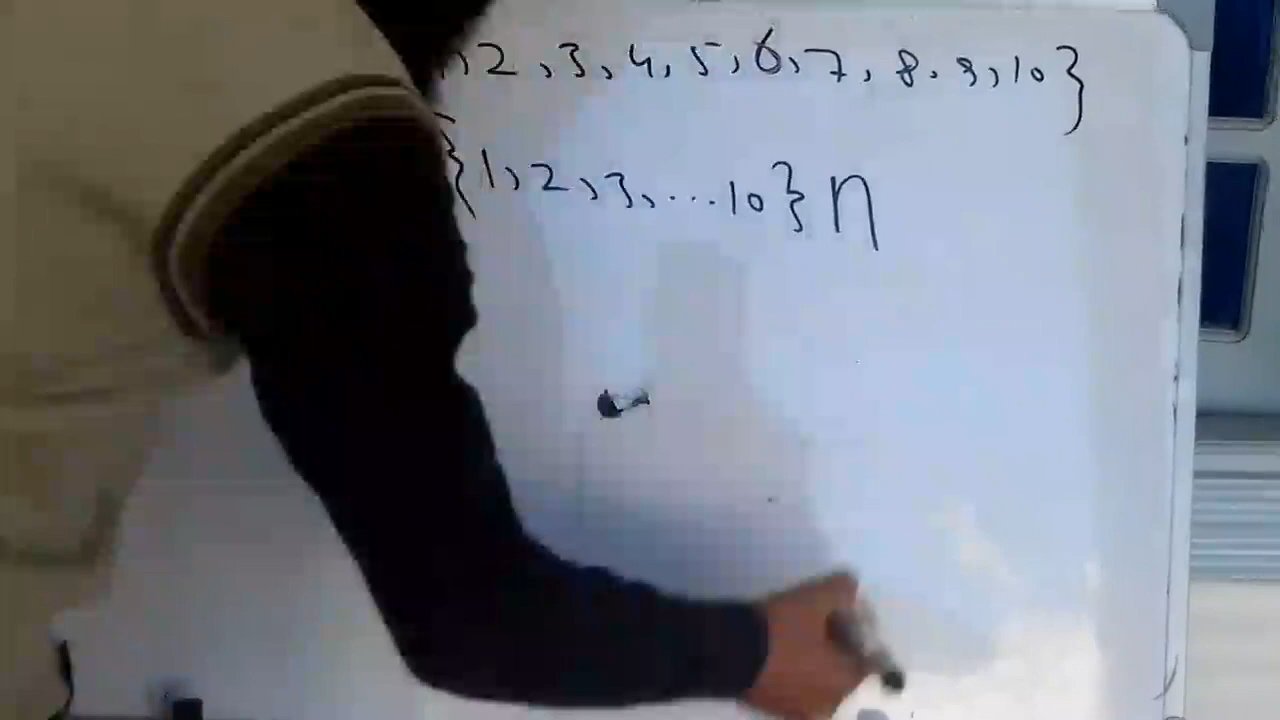 , 2 , 3 , 4 , 5 , 6 , 7 , 8 , 9 , 10 }
{ 1 , 2 , 3 , ... 10 } n